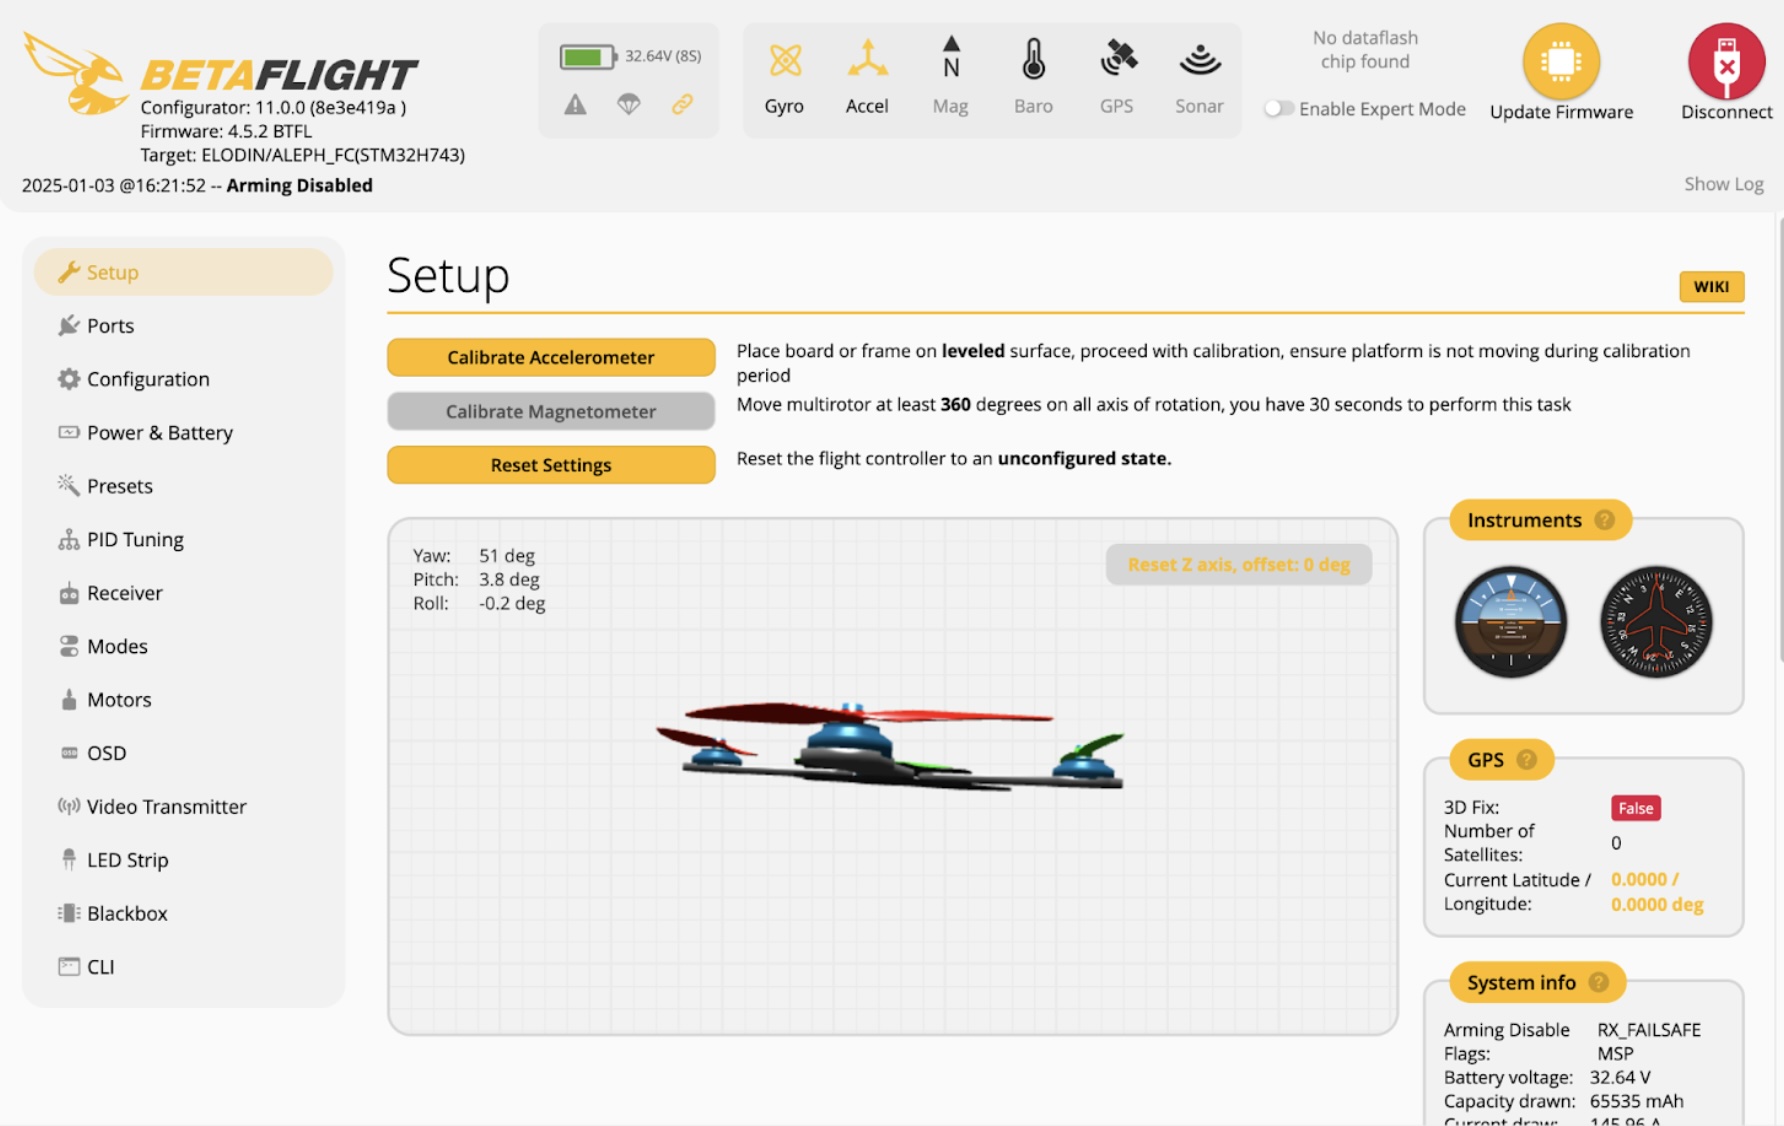 BETAFLIGHT
Configurator: 11.0.0 (8e3e419a )
Firmware: 4.5.2 BTFL
Target: ELODIN/ALEPH_FC(STM32H743)
2025-01-03 @16:21:52 -- Arming Disabled
32.64V (8S)
N
Gyro
Accel
Mag
Baro
GPS
Sonar
No dataflash
chip found
Enable Expert Mode
Update Firmware
Disconnect
Show Log
Setup
Ports
Configuration
Power & Battery
Presets
PID Tuning
Receiver
Modes
Motors
OSD
Video Transmitter
LED Strip
Blackbox
CLI
Setup
WIKI
Calibrate Accelerometer
Place board or frame on leveled surface, proceed with calibration, ensure platform is not moving during calibration
period
Calibrate Magnetometer
Move multirotor at least 360 degrees on all axis of rotation, you have 30 seconds to perform this task
Reset Settings
Reset the flight controller to an unconfigured state.
Yaw: 51 deg
Pitch: 3.8 deg
Roll: -0.2 deg
Reset Z axis, offset: 0 deg
Instruments ?
GPS ?
3D Fix: False
Number of
Satellites: 0
Current Latitude / 0.0000 /
Longitude: 0.0000 deg
System info ?
Arming Disable RX_FAILSAFE
Flags: MSP
Battery voltage: 32.64 V
Capacity drawn: 65535 mAh
Current draw: 145.96 A